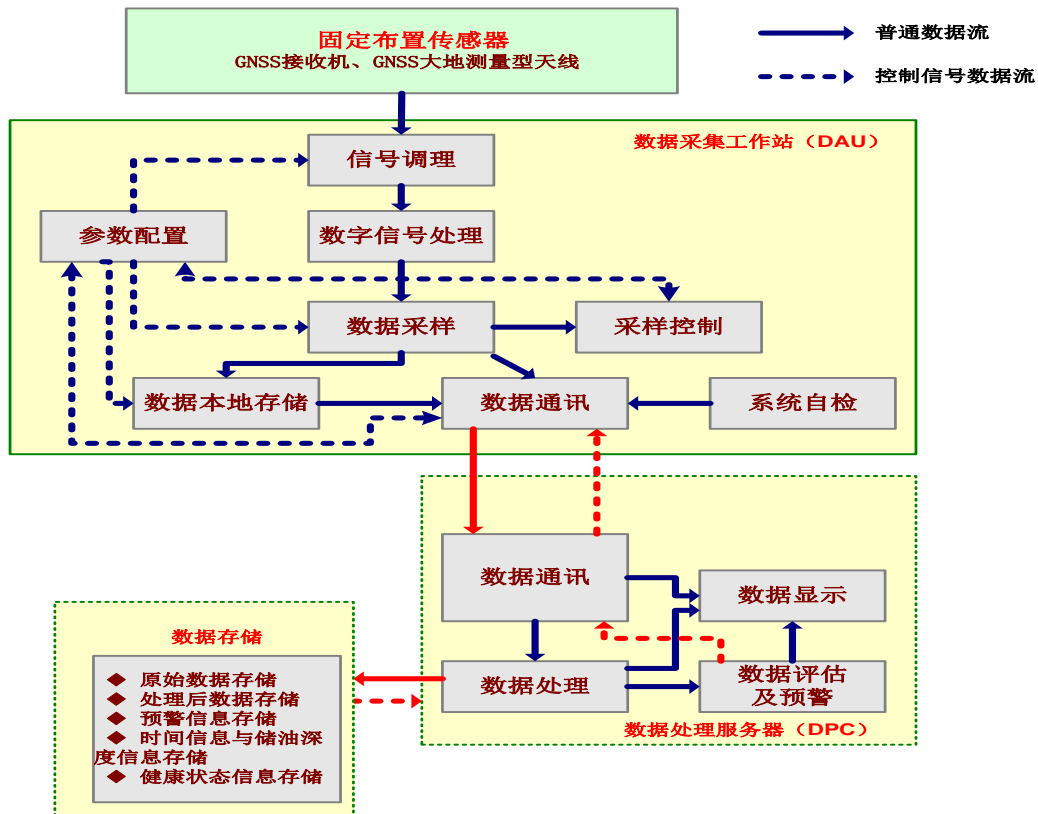 固定布置传感器
GNSS接收机、GNSS大地测量型天线
普通数据流
控制信号数据流
数据采集工作站（DAU）
信号调理
参数配置
数字信号处理
数据采样
采样控制
数据本地存储
数据通讯
系统自检
数据通讯
数据显示
数据处理
数据评估
及预警
数据处理服务器（DPC）
数据存储
◆ 原始数据存储
◆ 处理后数据存储
◆ 预警信息存储
◆ 时间信息与储油深
度信息存储
◆ 健康状态信息存储